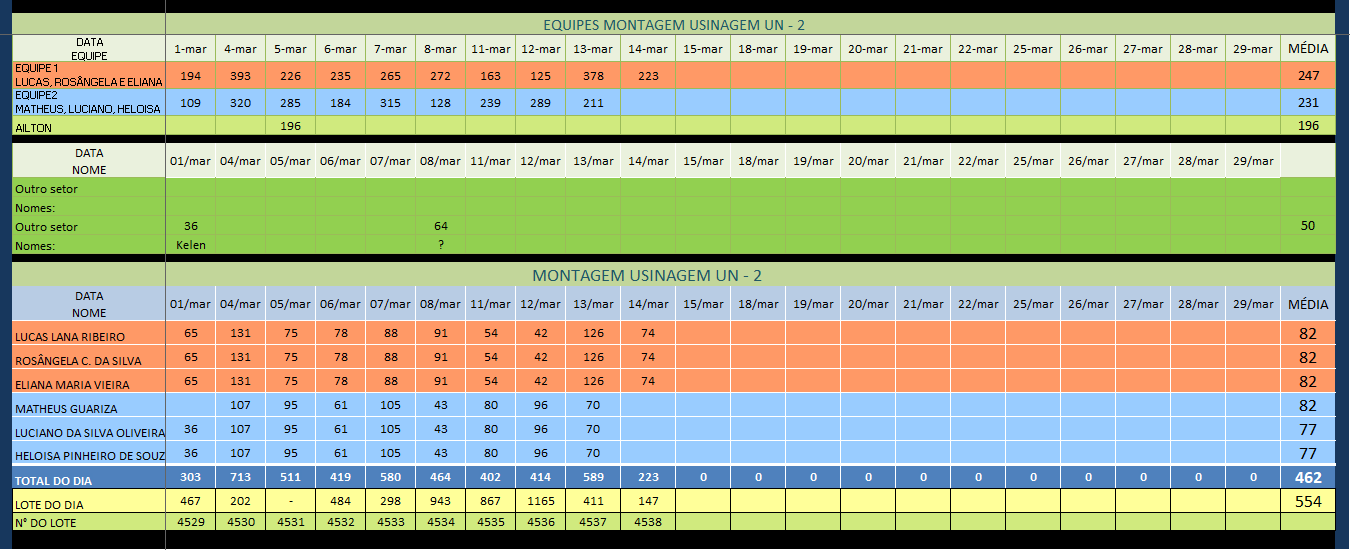 EQUIPES MONTAGEM USINAGEM UN - 2
DATA
EQUIPE 1-mar 4-mar 5-mar 6-mar 7-mar 8-mar 11-mar 12-mar 13-mar 14-mar 15-mar 18-mar 19-mar 20-mar 21-mar 22-mar 25-mar 26-mar 27-mar 28-mar 29-mar MÉDIA
EQUIPE 1
LUCAS, ROSÂNGELA E ELIANA 194 393 226 235 265 272 163 125 378 223 247
EQUIPE2
MATHEUS, LUCIANO, HELOISA 109 320 285 184 315 128 239 289 211 231
AILTON 196 196
DATA
NOME 01/mar 04/mar 05/mar 06/mar 07/mar 08/mar 11/mar 12/mar 13/mar 14/mar 15/mar 18/mar 19/mar 20/mar 21/mar 22/mar 25/mar 26/mar 27/mar 28/mar 29/mar
Outro setor
Nomes:
Outro setor 36 64 50
Nomes: Kelen ?
MONTAGEM USINAGEM UN - 2
DATA
NOME 01/mar 04/mar 05/mar 06/mar 07/mar 08/mar 11/mar 12/mar 13/mar 14/mar 15/mar 18/mar 19/mar 20/mar 21/mar 22/mar 25/mar 26/mar 27/mar 28/mar 29/mar MÉDIA
LUCAS LANA RIBEIRO 65 131 75 78 88 91 54 42 126 74 82
ROSÂNGELA C. DA SILVA 65 131 75 78 88 91 54 42 126 74 82
ELIANA MARIA VIEIRA 65 131 75 78 88 91 54 42 126 74 82
MATHEUS GUARIZA 107 95 61 105 43 80 96 70 82
LUCIANO DA SILVA OLIVEIRA 36 107 95 61 105 43 80 96 70 77
HELOISA PINHEIRO DE SOUZ 36 107 95 61 105 43 80 96 70 77
TOTAL DO DIA 303 713 511 419 580 464 402 414 589 223 0 0 0 0 0 0 0 0 0 0 0 462
LOTE DO DIA 467 202 - 484 298 943 867 1165 411 147 554
N° DO LOTE 4529 4530 4531 4532 4533 4534 4535 4536 4537 4538